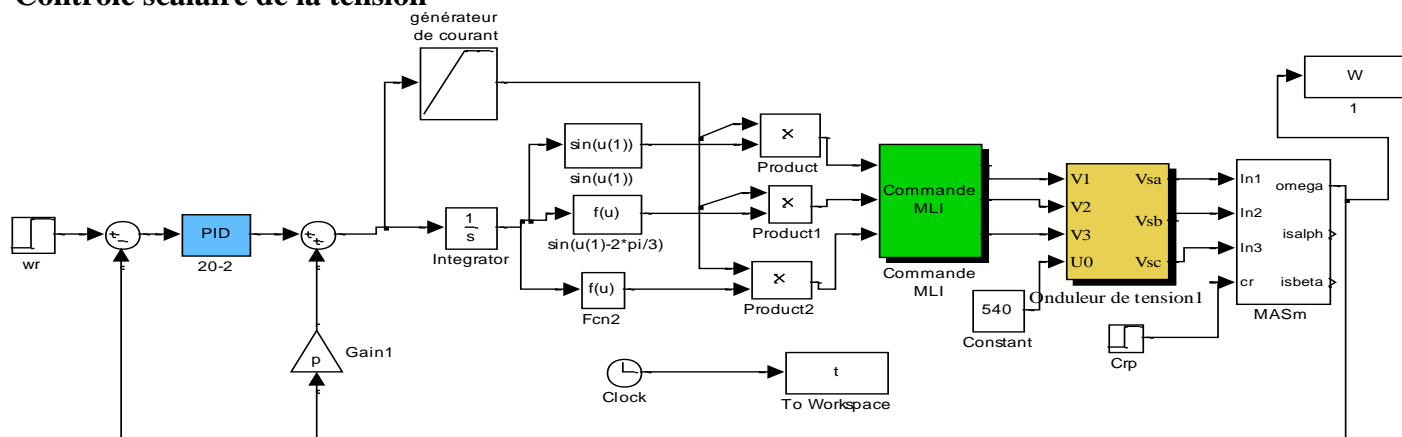 Contrôle scalaire de la tension
générateur
de courant
W
1
sin(u(1))
sin(u(1))
x
Product
Commande
MLI
Commande
MLI
V1
V2
V3
U0
Vsa
Vsb
Vsc
Onduleur de tension1
In1
In2
In3
cr
omega
isalph
isbeta
MASm
f(u)
sin(u(1)-2*pi/3)
x
Product1
wr
PID
20-2
1
s
Integrator
f(u)
Fcn2
x
Product2
540
Constant
Crp
p
Gain1
Clock
t
To Workspace